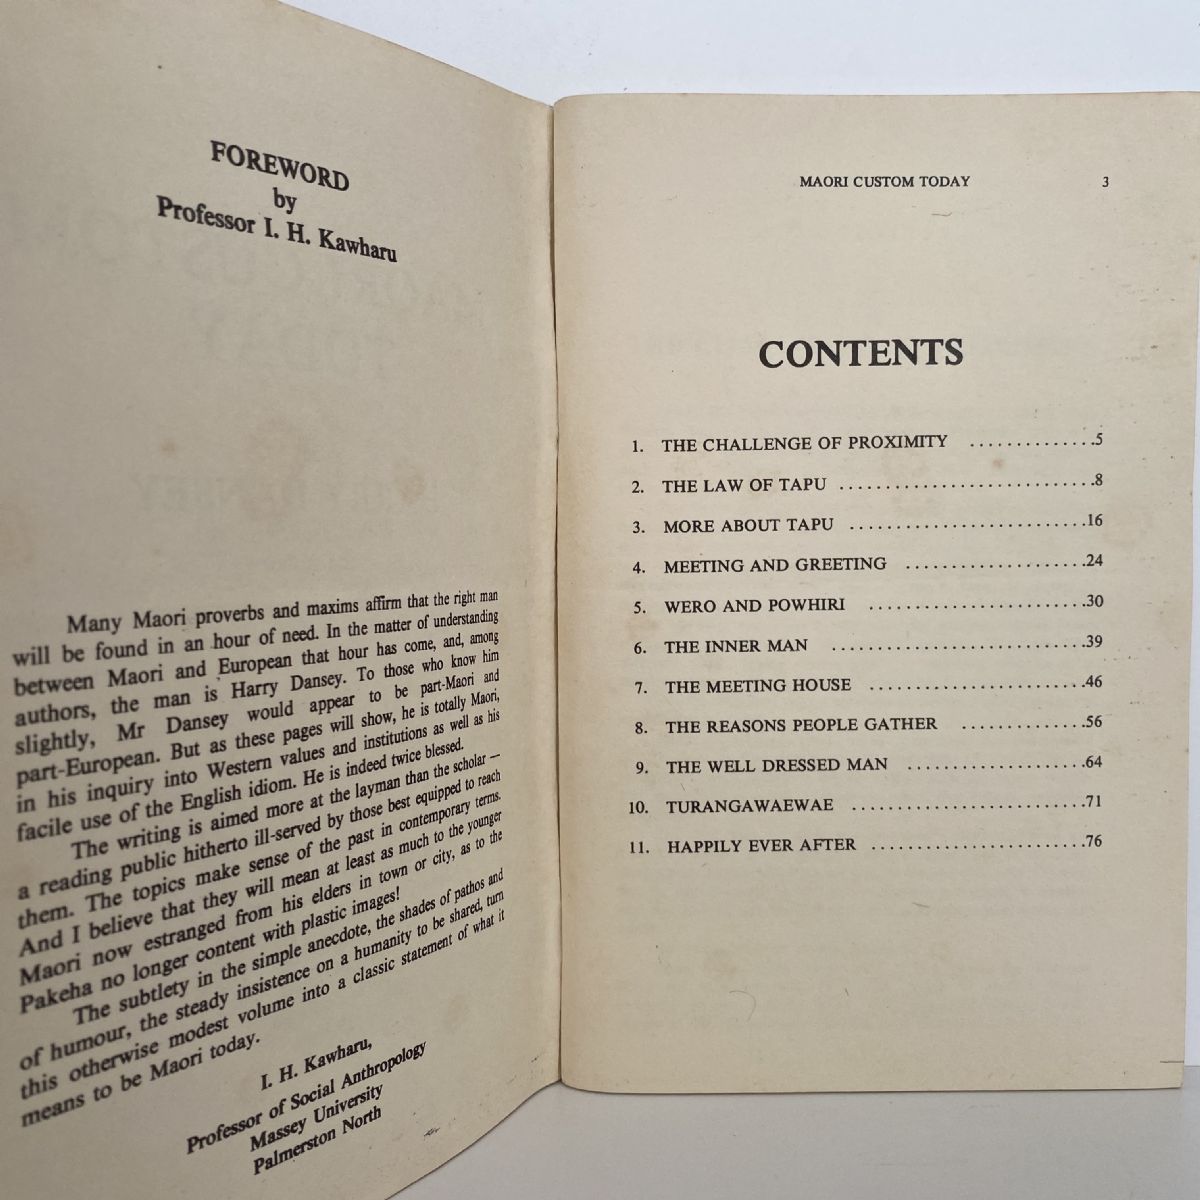 FOREWORD
by
Professor I. H. Kawharu
Many Maori proverbs and maxims affirm that the right man
will be found in an hour of need. In the matter of understanding
between Maori and European that hour has come, and, among
authors, the man is Harry Dansey. To those who know him
slightly, Mr Dansey would appear to be part-Maori and
part-European. But as these pages will show, he is totally Maori,
in his inquiry into Western values and institutions as well as his
facile use of the English idiom. He is indeed twice blessed.
The writing is aimed more at the layman than the scholar —
a reading public hitherto ill-served by those best equipped to reach
them. The topics make sense of the past in contemporary terms.
And I believe that they will mean at least as much to the younger
Maori now estranged from his elders in town or city, as to the
Pakeha no longer content with plastic images!
The subtlety in the simple anecdote, the shades of pathos and
of humour, the steady insistence on a humanity to be shared, turn
this otherwise modest volume into a classic statement of what it
means to be Maori today.
I. H. Kawharu,
Professor of Social Anthropology
Massey University
Palmerston North
MAORI CUSTOM TODAY 3
CONTENTS
1. THE CHALLENGE OF PROXIMITY ..............5
2. THE LAW OF TAPU ............................8
3. MORE ABOUT TAPU ..........................16
4. MEETING AND GREETING ....................24
5. WERO AND POWHIRI ........................30
6. THE INNER MAN ............................39
7. THE MEETING HOUSE ........................46
8. THE REASONS PEOPLE GATHER ..............56
9. THE WELL DRESSED MAN ....................64
10. TURANGAWAEWAE ..........................71
11. HAPPILY EVER AFTER ........................76